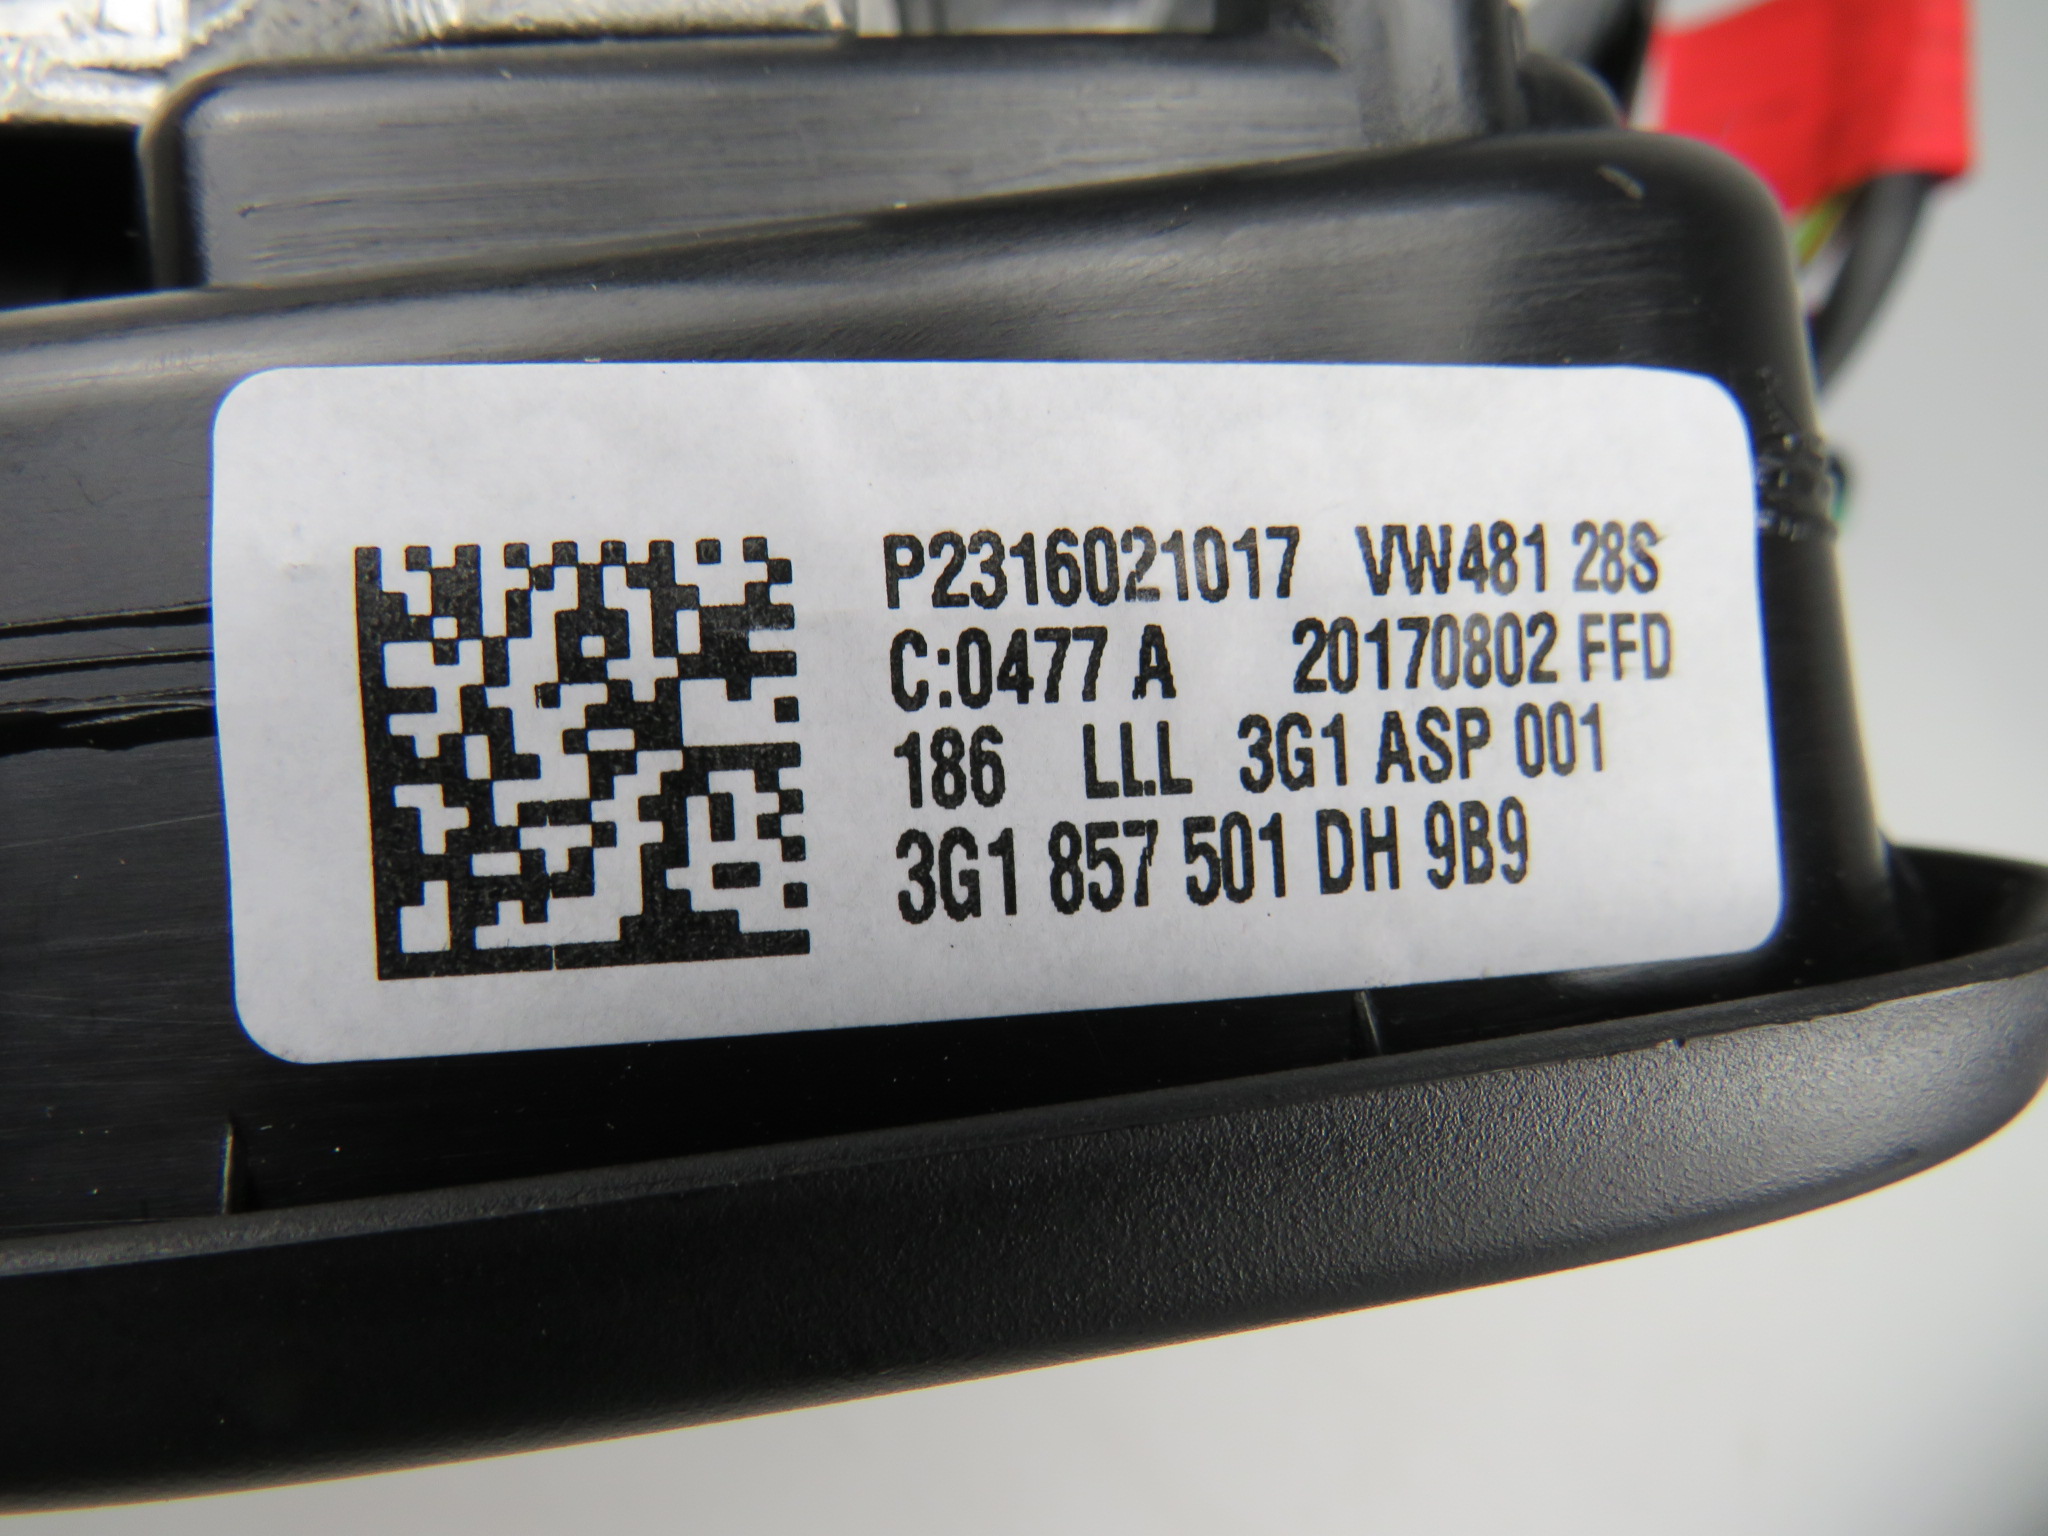 P2316021017 VW481 28S
C:0477 A 20170802 FFD
186 LLL 3G1 ASP 001
3G1 857 501 DH 9B9